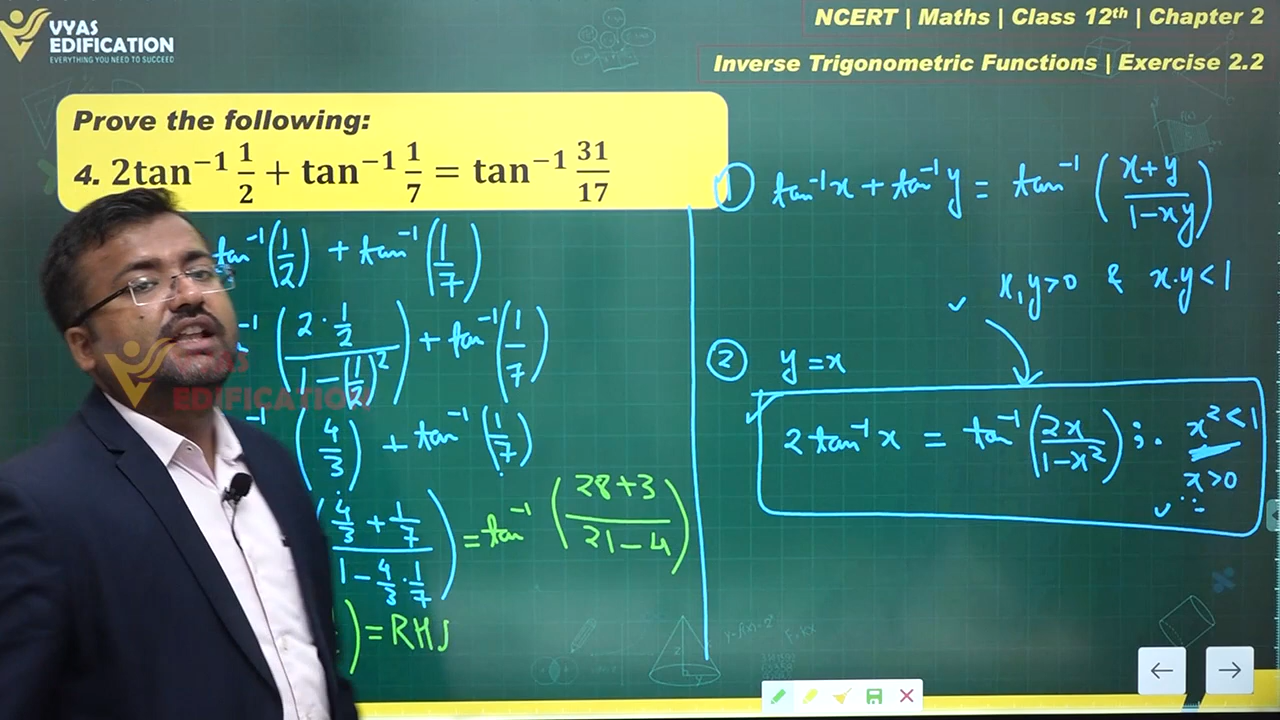 VYAS
EDIFICATION
EVERYTHING YOU NEED TO SUCCEED
NCERT | Maths | Class 12th | Chapter 2
Inverse Trigonometric Functions | Exercise 2.2
Prove the following:
4. 2tan⁻¹ 1/2 + tan⁻¹ 1/7 = tan⁻¹ 31/17
tan⁻¹(1/2) + tan⁻¹(1/7)
⁻¹((2·1/2)/(1-(1/2)²)) + tan⁻¹(1/7)
⁻¹(4/3) + tan⁻¹(1/7)
((4/3 + 1/7)/(1 - 4/3·1/7)) = tan⁻¹((28+3)/(21-4))
) = RHS
① tan⁻¹x + tan⁻¹y = tan⁻¹((x+y)/(1-xy))
x,y>0 & x.y<1
② y=x
2tan⁻¹x = tan⁻¹(2x/(1-x²)); x²<1
x>0
VYAS
EDIFICATION